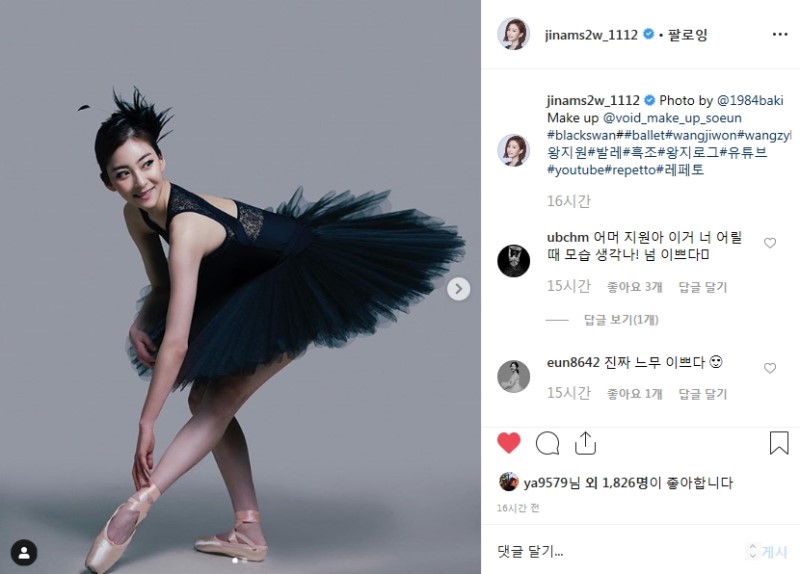 jinams2w_1112 • 팔로잉
jinams2w_1112 Photo by @1984baki
Make up @void_make_up_soeun
#blackswan##ballet#wangjiwon#wangzyl
왕지원#발레#흑조#왕지로그#유튜브
#youtube#repetto#레페토
16시간
ubchm 어머 지원아 이거 너 어릴
때 모습 생각나! 넘 이쁘다
15시간 좋아요 3개 답글 달기
답글 보기(1개)
eun8642 진짜 느무 이쁘다 😍
15시간 좋아요 1개 답글 달기
ya9579님 외 1,826명이 좋아합니다
16시간 전
댓글 달기...
게시